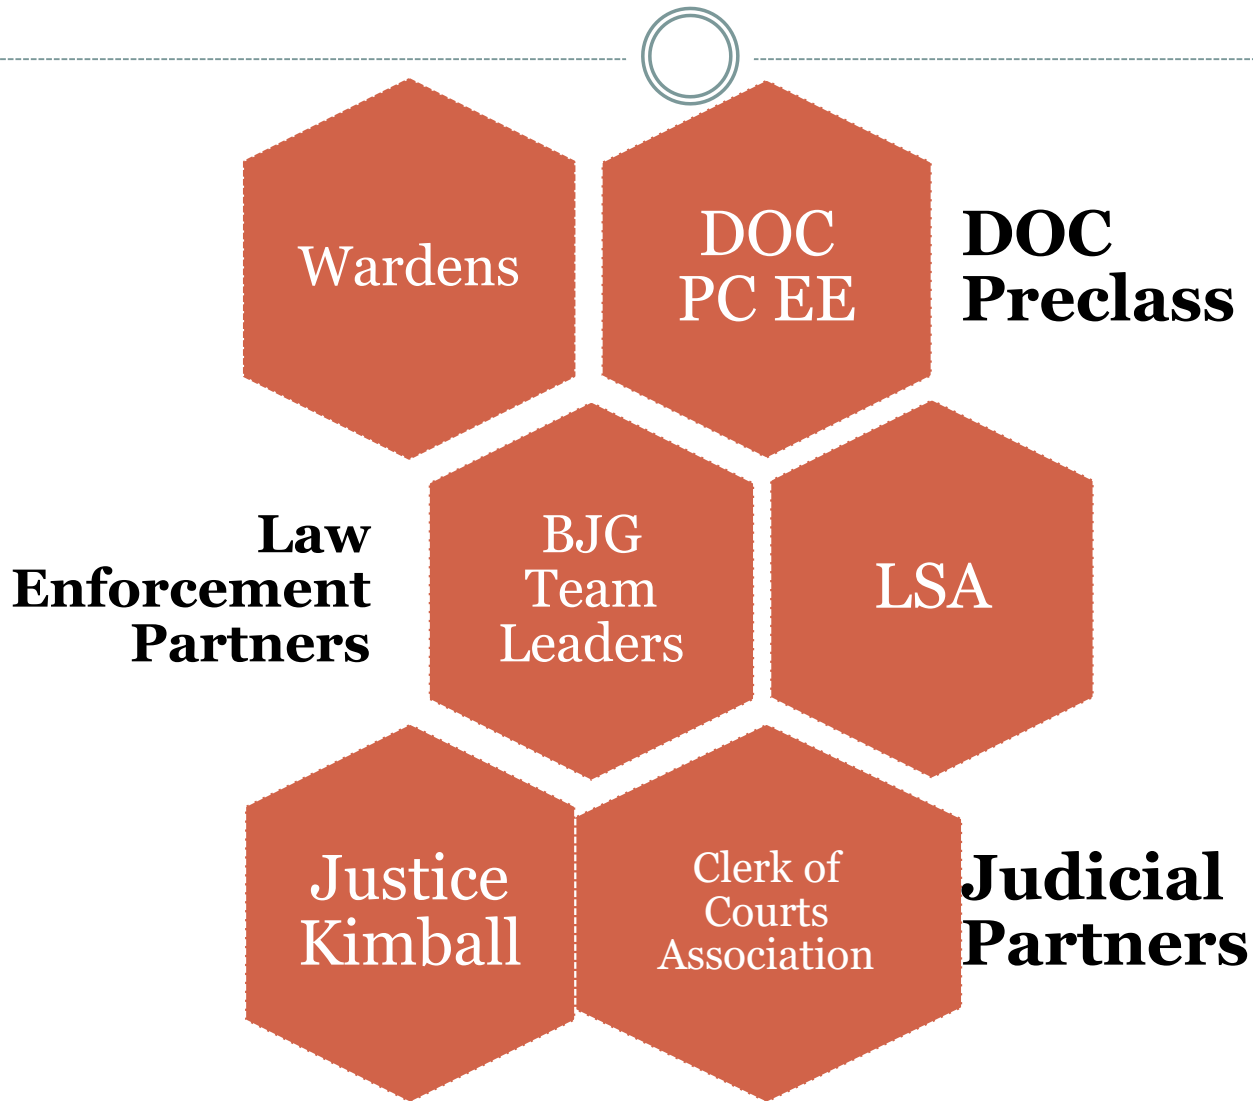 Wardens
DOC
PC EE
DOC
Preclass
Law
Enforcement
Partners
BJG
Team
Leaders
LSA
Justice
Kimball
Clerk of
Courts
Association
Judicial
Partners